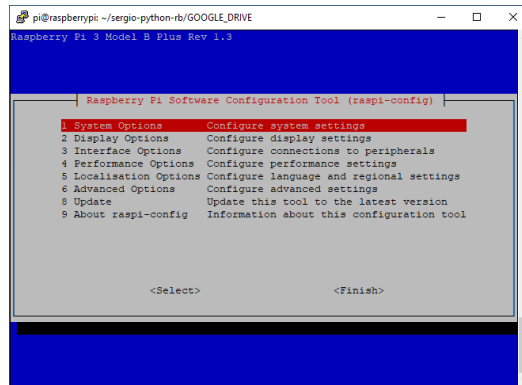 pi@raspberrypi: ~/sergio-python-rb/GOOGLE_DRIVE
Raspberry Pi 3 Model B Plus Rev 1.3
Raspberry Pi Software Configuration Tool (raspi-config)
1 System Options Configure system settings
2 Display Options Configure display settings
3 Interface Options Configure connections to peripherals
4 Performance Options Configure performance settings
5 Localisation Options Configure language and regional settings
6 Advanced Options Configure advanced settings
8 Update Update this tool to the latest version
9 About raspi-config Information about this configuration tool
<Select> <Finish>